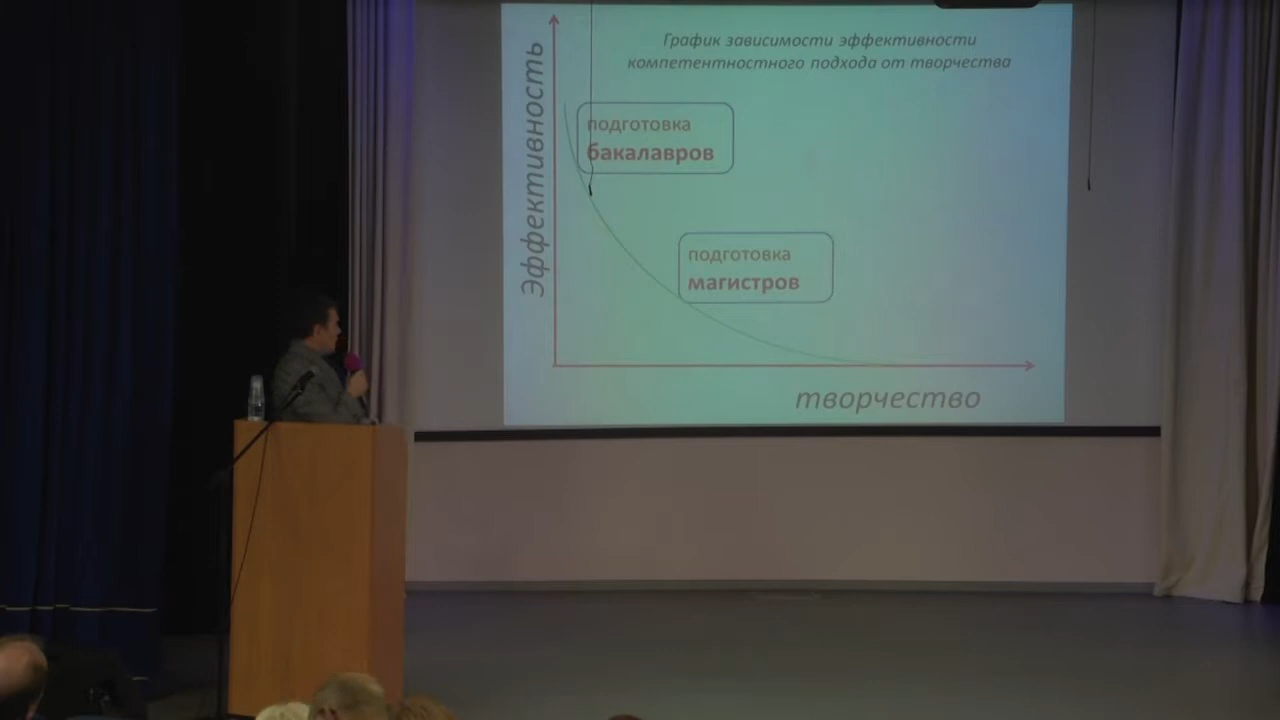 График зависимости эффективности
компетентностного подхода от творчества
Эффективность
подготовка
бакалавров
подготовка
магистров
творчество